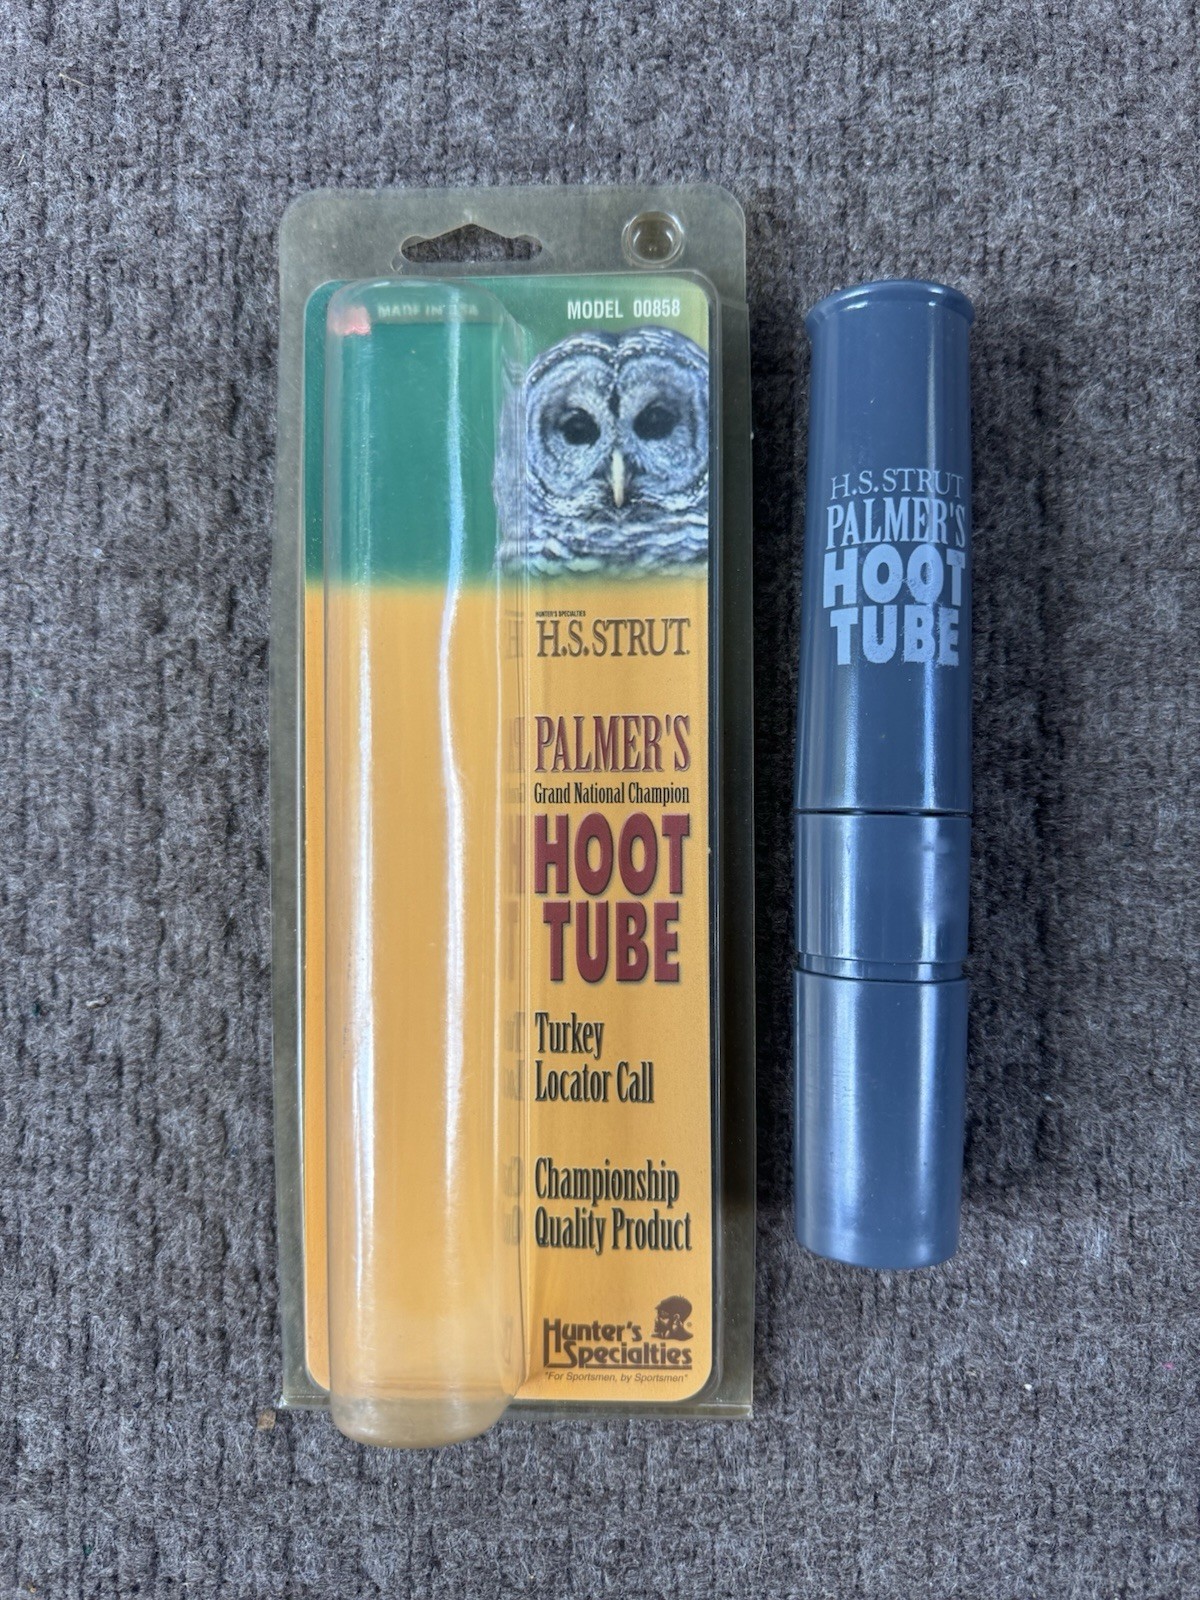 MADE IN USA
MODEL 00858
HUNTER'S SPECIALTIES
H.S. STRUT.
PALMER'S
Grand National Champion
HOOT
TUBE
Turkey
Locator Call
Championship
Quality Product
Hunter's
Specialties
"For Sportsmen, by Sportsmen"
H.S. STRUT
PALMER'S
HOOT
TUBE